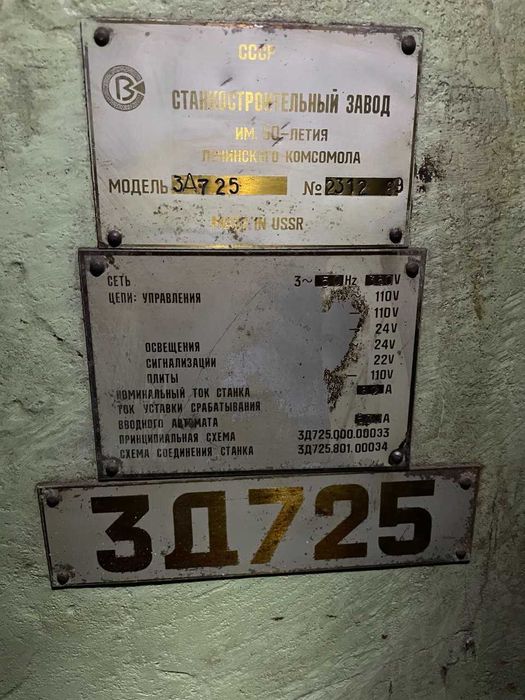 СССР
В
СТАНКОСТРОИТЕЛЬНЫЙ ЗАВОД
ИМ. 50-ЛЕТИЯ
ЛЕНИНСКОГО КОМСОМОЛА
МОДЕЛЬ 3Д725 № 2312
MADE IN USSR
СЕТЬ 3~ Hz V
ЦЕПИ: УПРАВЛЕНИЯ 110V
110V
24V
ОСВЕЩЕНИЯ 24V
СИГНАЛИЗАЦИИ 22V
ПЛИТЫ 110V
НОМИНАЛЬНЫЙ ТОК СТАНКА А
ТОК УСТАВКИ СРАБАТЫВАНИЯ
ВВОДНОГО АВТОМАТА А
ПРИНЦИПИАЛЬНАЯ СХЕМА 3Д725.000.00033
СХЕМА СОЕДИНЕНИЯ СТАНКА 3Д725.801.00034
3Д725